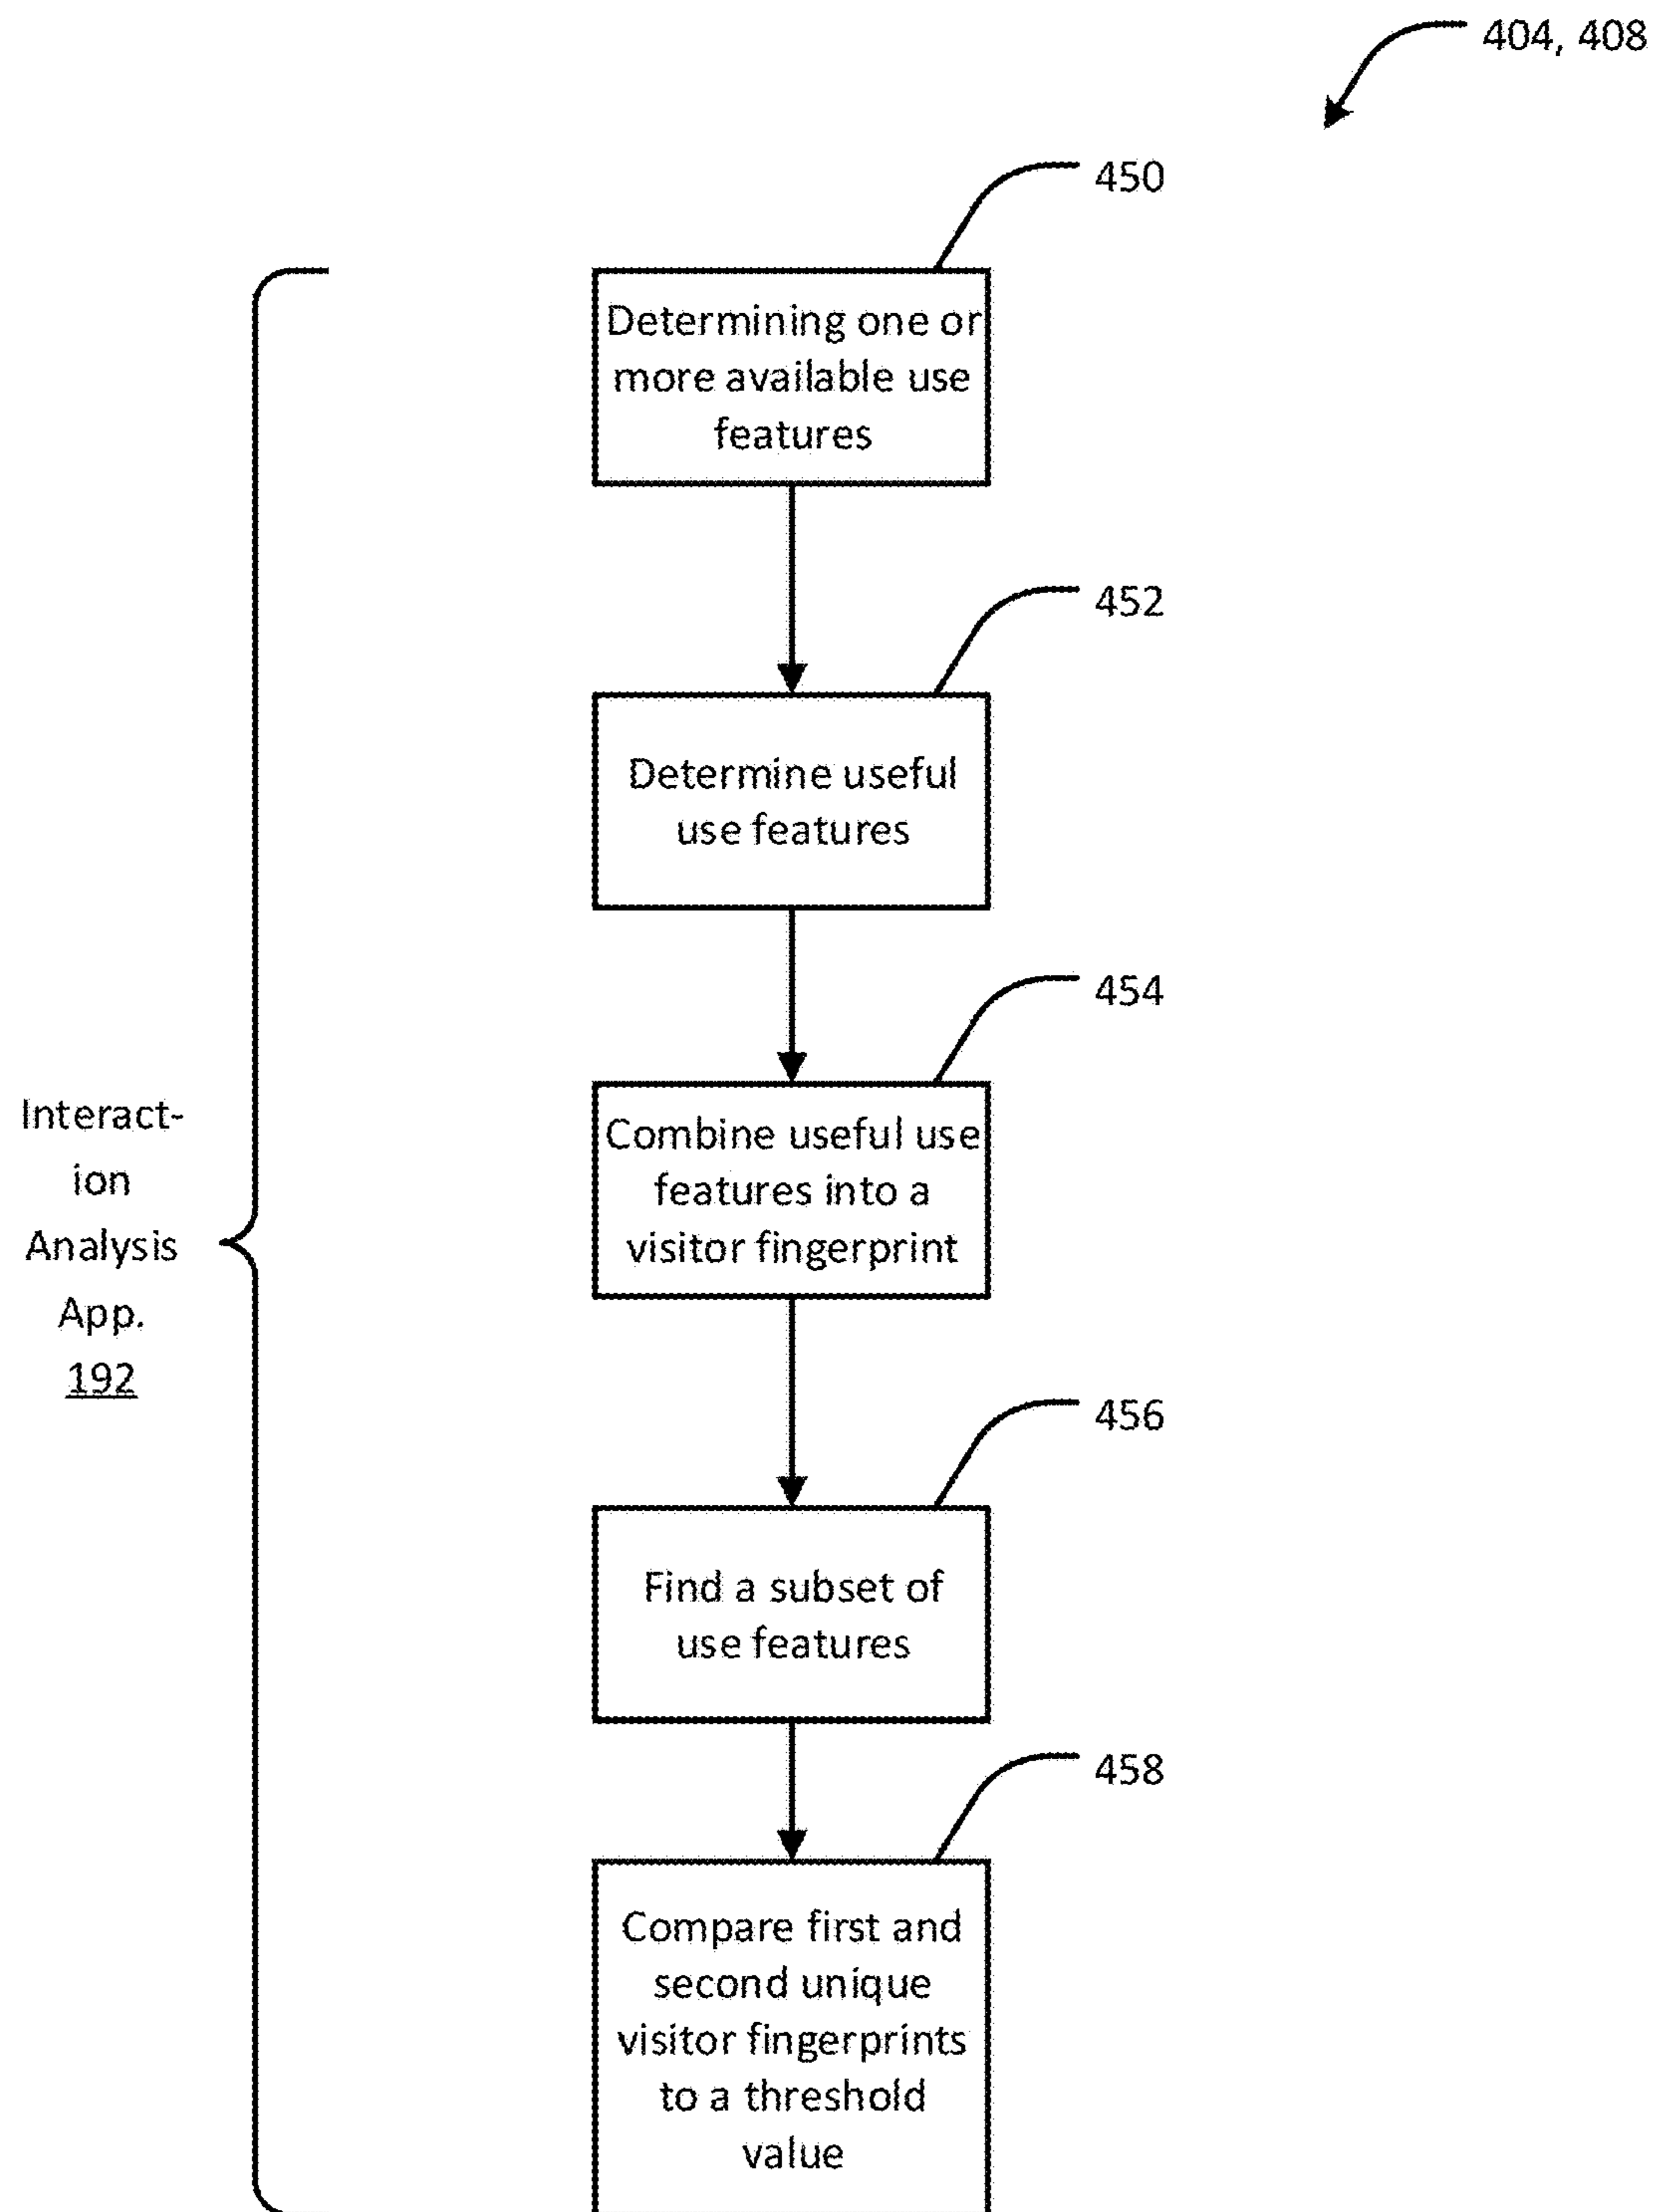 404, 408
450
Determining one or
more available use
features
452
Determine useful
use features
454
Combine useful use
features into a
visitor fingerprint
Interact-
ion
Analysis
App.
192
456
Find a subset of
use features
458
Compare first and
second unique
visitor fingerprints
to a threshold
value